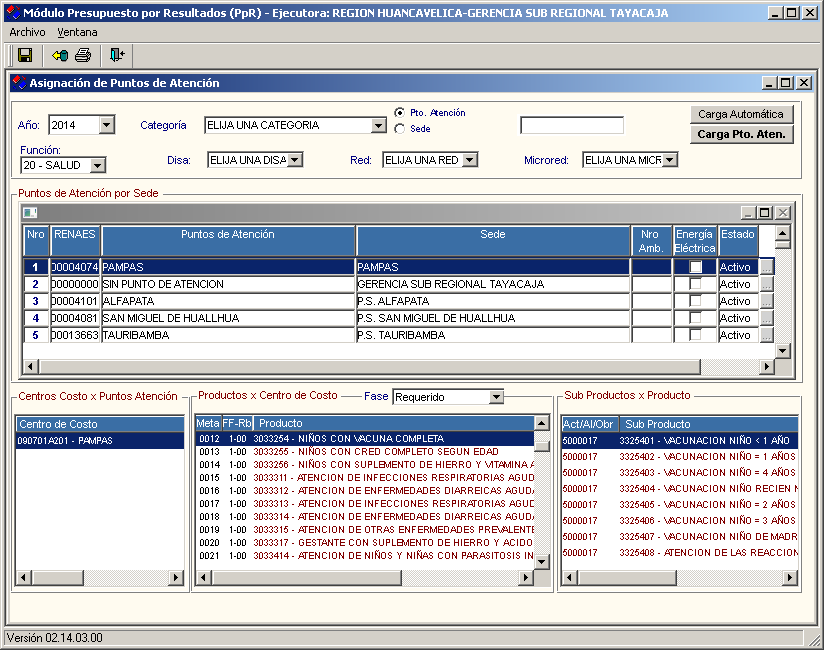 Módulo Presupuesto por Resultados (PpR) - Ejecutora: REGION HUANCAVELICA-GERENCIA SUB REGIONAL TAYACAJA
Archivo Ventana
Asignación de Puntos de Atención
Año: 2014 Categoría ELIJA UNA CATEGORIA Pto. Atención Carga Automática
Sede Carga Pto. Aten.
Función:
20 - SALUD Disa: ELIJA UNA DISA Red: ELIJA UNA RED Microred: ELIJA UNA MICR
Puntos de Atención por Sede
Nro RENAES Puntos de Atención Sede Nro Amb. Energía Eléctrica Estado
1 00004074 PAMPAS PAMPAS Activo ...
2 00000000 SIN PUNTO DE ATENCION GERENCIA SUB REGIONAL TAYACAJA Activo ...
3 00004101 ALFAPATA P.S. ALFAPATA Activo ...
4 00004081 SAN MIGUEL DE HUALLHUA P.S. SAN MIGUEL DE HUALLHUA Activo ...
5 00013663 TAURIBAMBA P.S. TAURIBAMBA Activo ...
Centros Costo x Puntos Atención
Centro de Costo
090701A201 - PAMPAS
Productos x Centro de Costo Fase Requerido
Meta FF-Rb Producto
0012 1-00 3033254 - NIÑOS CON VACUNA COMPLETA
0013 1-00 3033255 - NIÑOS CON CRED COMPLETO SEGUN EDAD
0014 1-00 3033256 - NIÑOS CON SUPLEMENTO DE HIERRO Y VITAMINA A
0015 1-00 3033311 - ATENCION DE INFECCIONES RESPIRATORIAS AGUD
0016 1-00 3033312 - ATENCION DE ENFERMEDADES DIARREICAS AGUDA
0017 1-00 3033313 - ATENCION DE INFECCIONES RESPIRATORIAS AGUD
0018 1-00 3033314 - ATENCION DE ENFERMEDADES DIARREICAS AGUDA
0019 1-00 3033315 - ATENCION DE OTRAS ENFERMEDADES PREVALENTE
0020 1-00 3033317 - GESTANTE CON SUPLEMENTO DE HIERRO Y ACIDO
0021 1-00 3033414 - ATENCION DE NIÑOS Y NIÑAS CON PARASITOSIS IN
Sub Productos x Producto
Act/AI/Obr Sub Producto
5000017 3325401 - VACUNACION NIÑO < 1 AÑO
5000017 3325402 - VACUNACION NIÑO = 1 AÑOS
5000017 3325403 - VACUNACION NIÑO = 4 AÑOS
5000017 3325404 - VACUNACION NIÑO RECIEN N
5000017 3325405 - VACUNACION NIÑO = 2 AÑOS
5000017 3325406 - VACUNACION NIÑO = 3 AÑOS
5000017 3325407 - VACUNACION NIÑO DE MADR
5000017 3325408 - ATENCION DE LAS REACCION
Versión 02.14.03.00